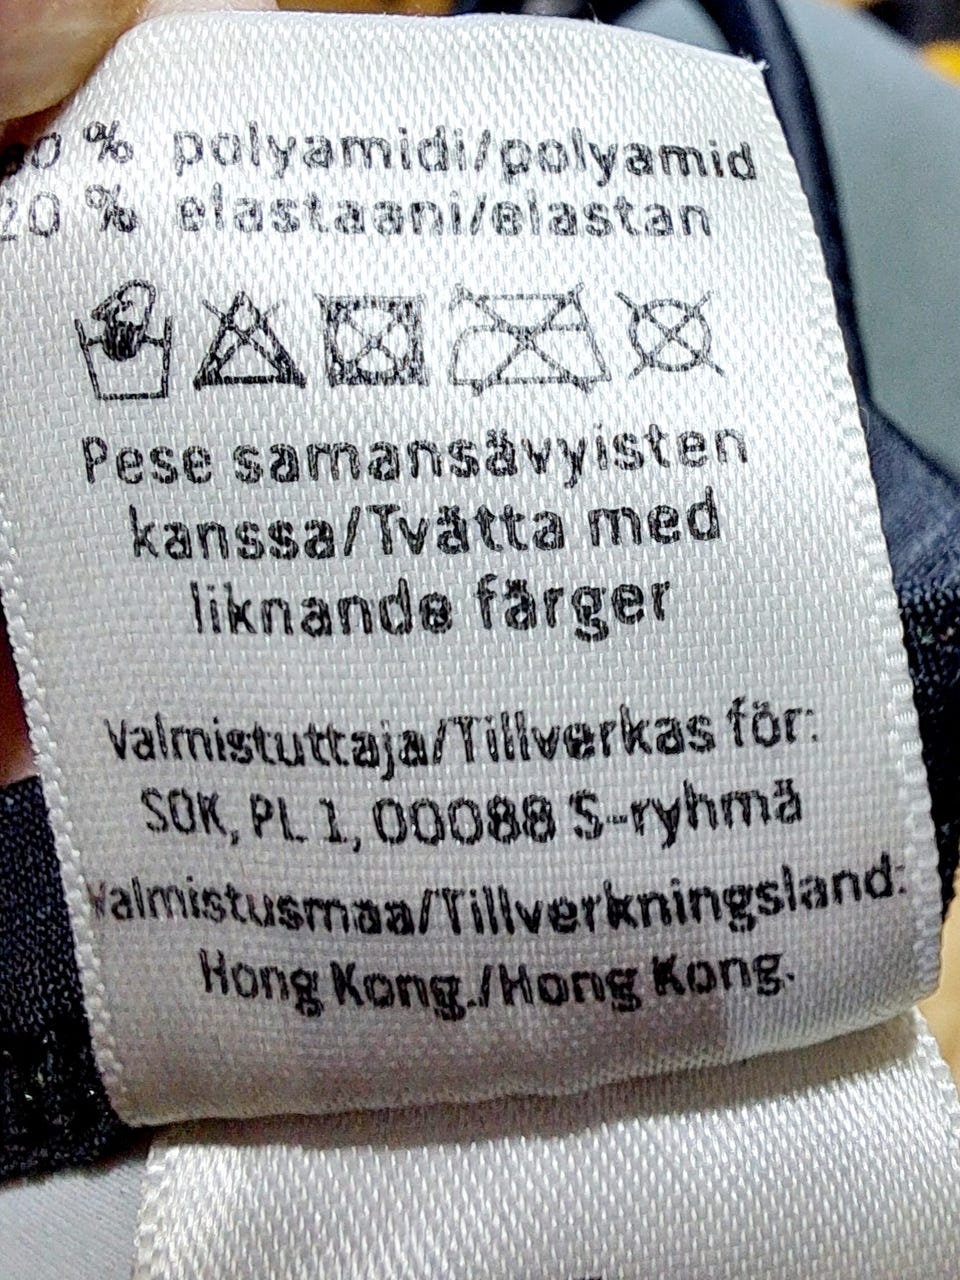 % polyamidi/polyamid
20 % elastaani/elastan
Pese samansävyisten
kanssa/Tvätta med
liknande färger
Valmistuttaja/Tillverkas för:
SOK, PL 1, 00088 S-ryhmä
Valmistusmaa/Tillverkningsland:
Hong Kong./Hong Kong.